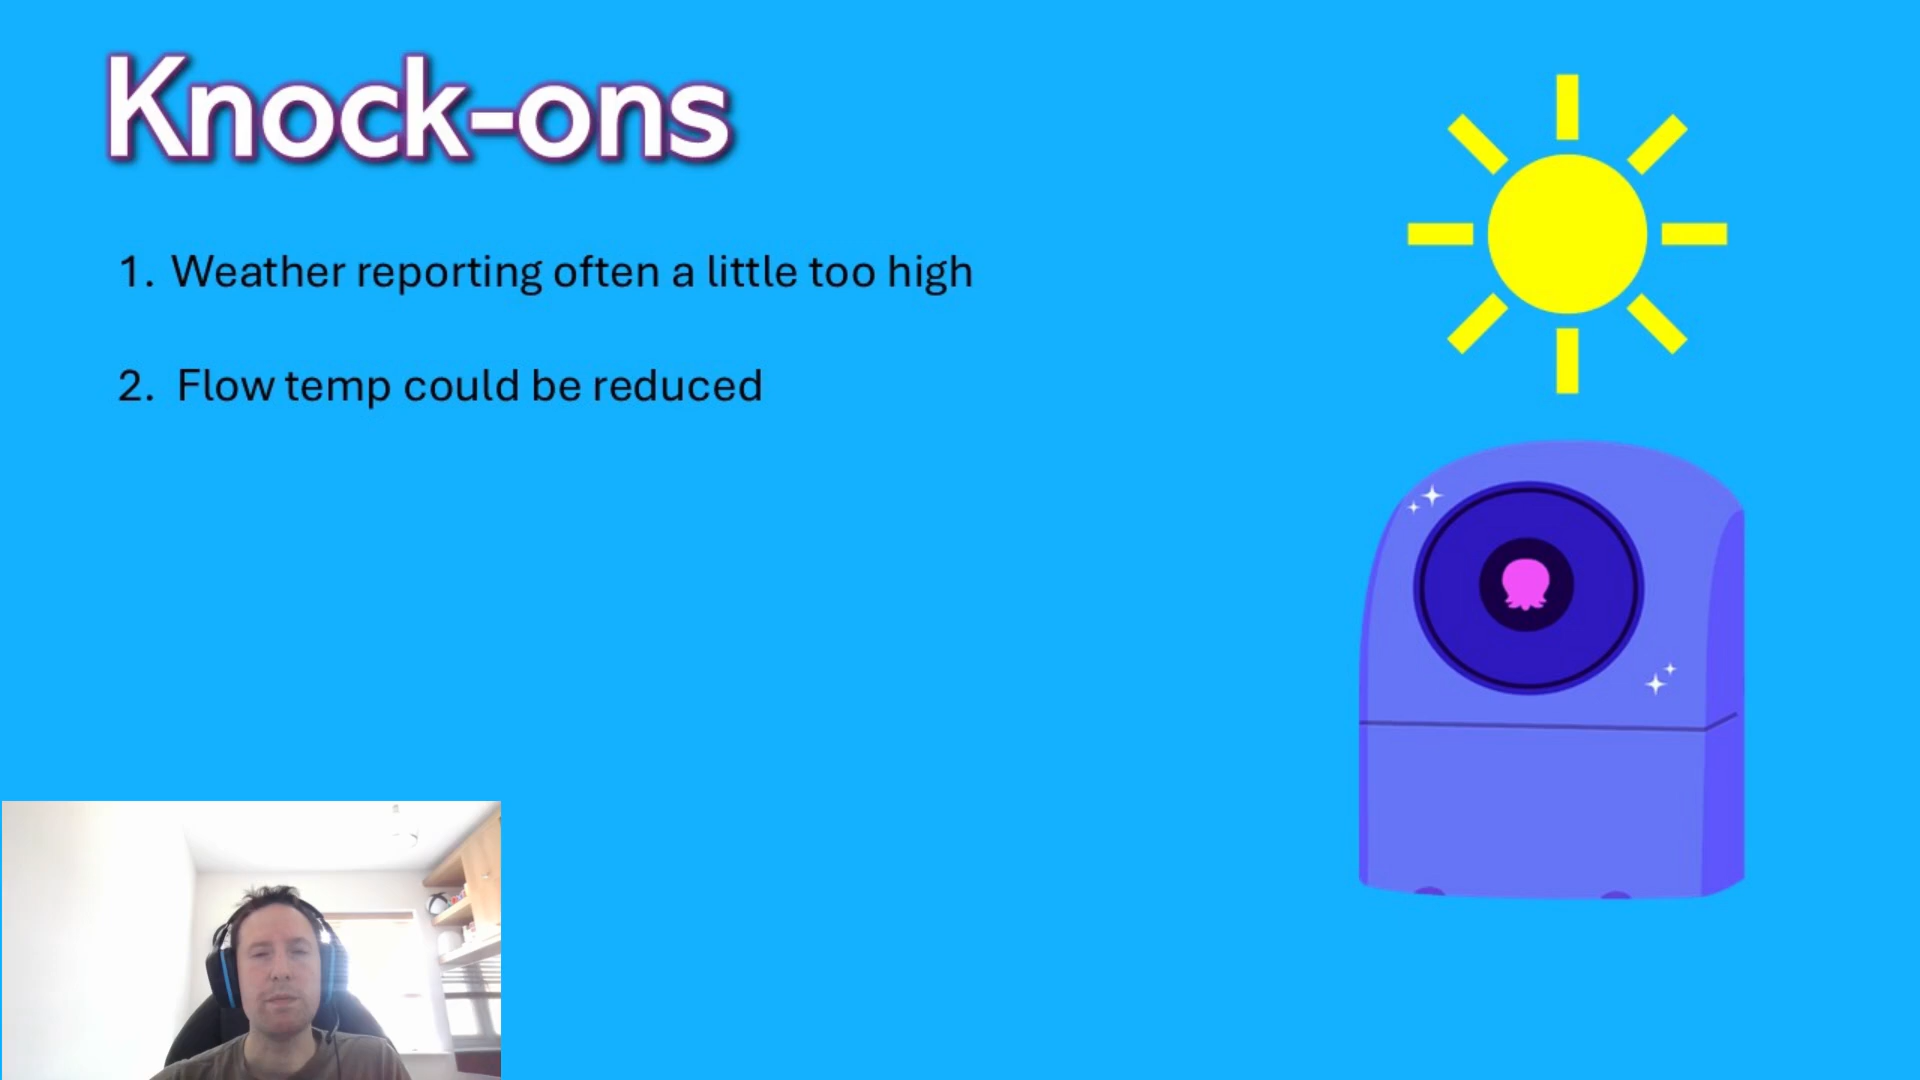 Knock-ons
1. Weather reporting often a little too high
2. Flow temp could be reduced